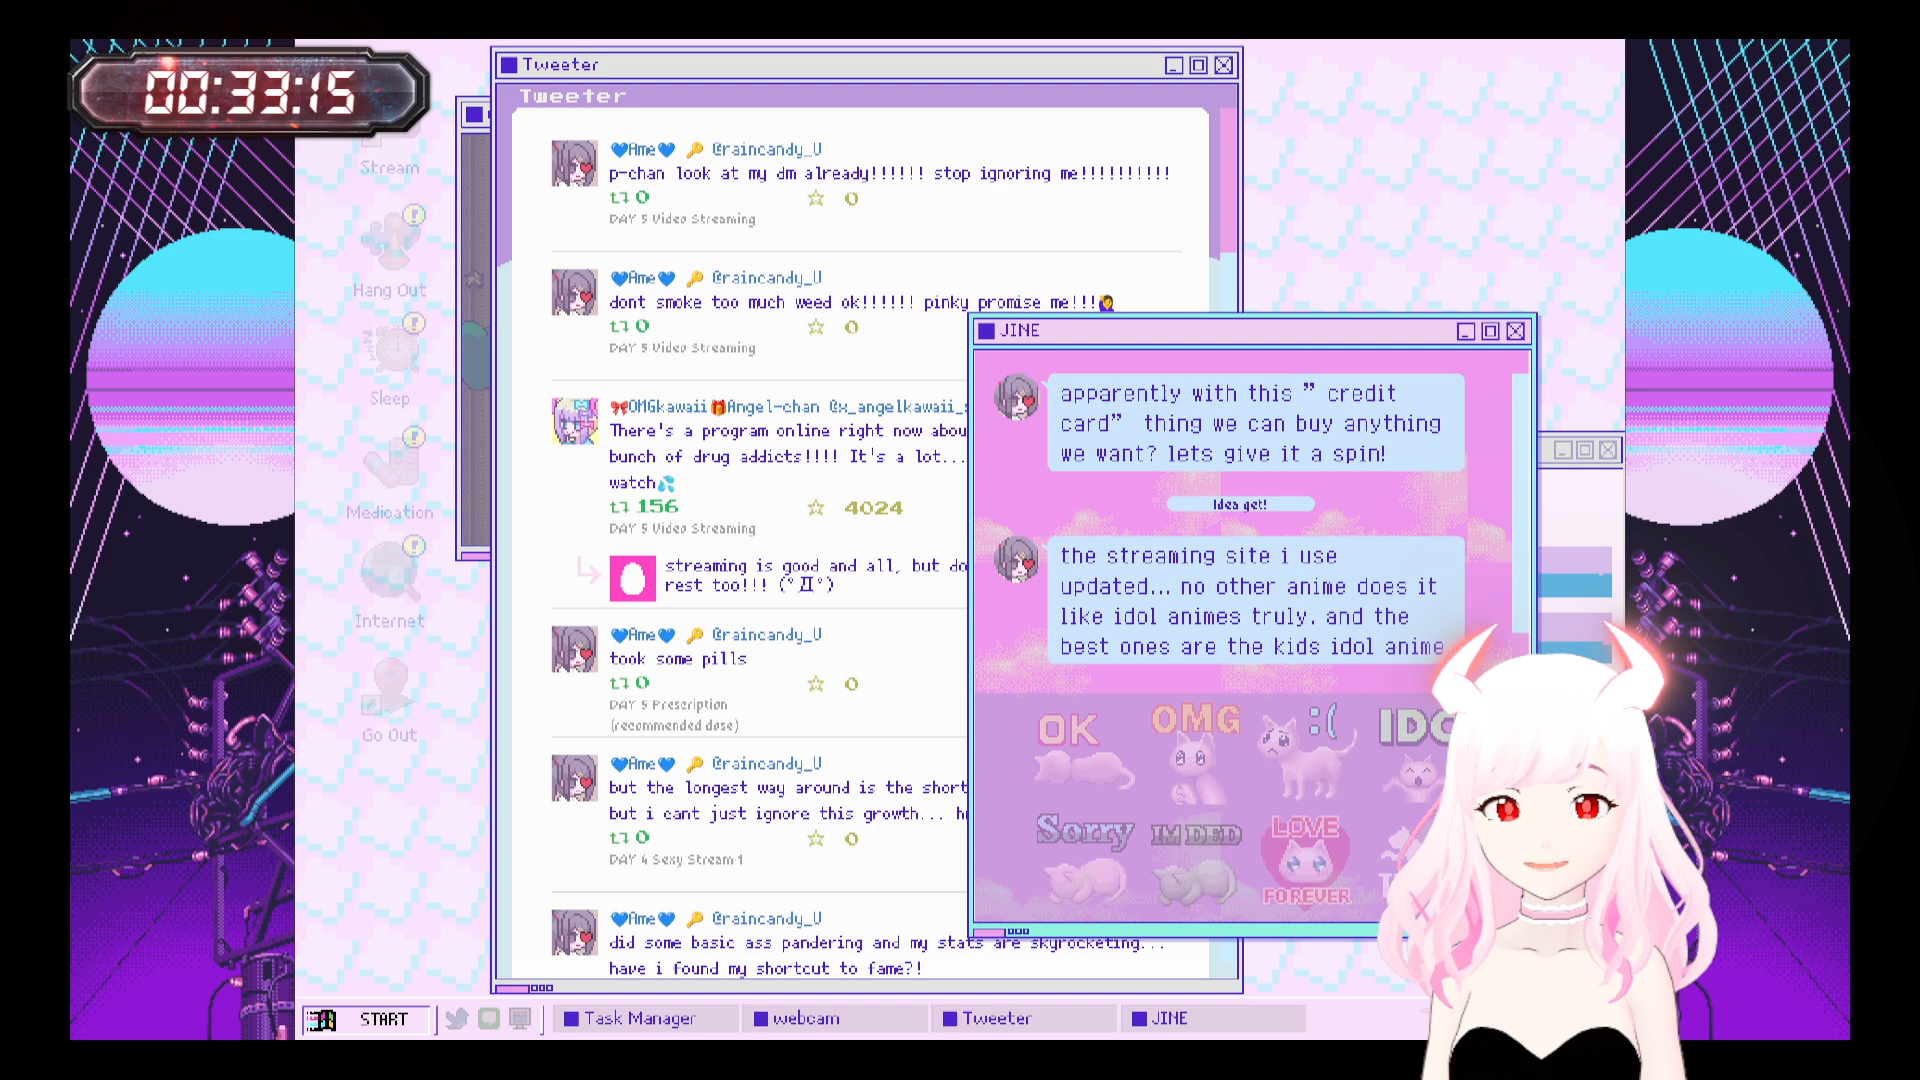 00:33:15
Stream
Hang Out
Sleep
Medication
Internet
Go Out
Tweeter
Tweeter
💙Ame💙 🔑 @raincandy_U
p-chan look at my dm already!!!!!! stop ignoring me!!!!!!!!!!
0 ☆ 0
DAY 5 Video Streaming
💙Ame💙 🔑 @raincandy_U
dont smoke too much weed ok!!!!!! pinky promise me!!!🙋
0 ☆ 0
DAY 5 Video Streaming
🎀OMGkawaii🎁Angel-chan @x_angelkawaii_
There's a program online right now abou
bunch of drug addicts!!!! It's a lot...
watch💦
156 ☆ 4024
DAY 5 Video Streaming
streaming is good and all, but do
rest too!!! (°Д°)
💙Ame💙 🔑 @raincandy_U
took some pills
0 ☆ 0
DAY 5 Prescription
(recommended dose)
💙Ame💙 🔑 @raincandy_U
but the longest way around is the short
but i cant just ignore this growth... h
0 ☆ 0
DAY 4 Sexy Stream 1
💙Ame💙 🔑 @raincandy_U
did some basic ass pandering and my stats are skyrocketing...
have i found my shortcut to fame?!
JINE
apparently with this " credit
card" thing we can buy anything
we want? lets give it a spin!
Idea get!
the streaming site i use
updated... no other anime does it
like idol animes truly. and the
best ones are the kids idol anime
OK
OMG
:(
Sorry
IM DED
LOVE
FOREVER
START
Task Manager
webcam
Tweeter
JINE